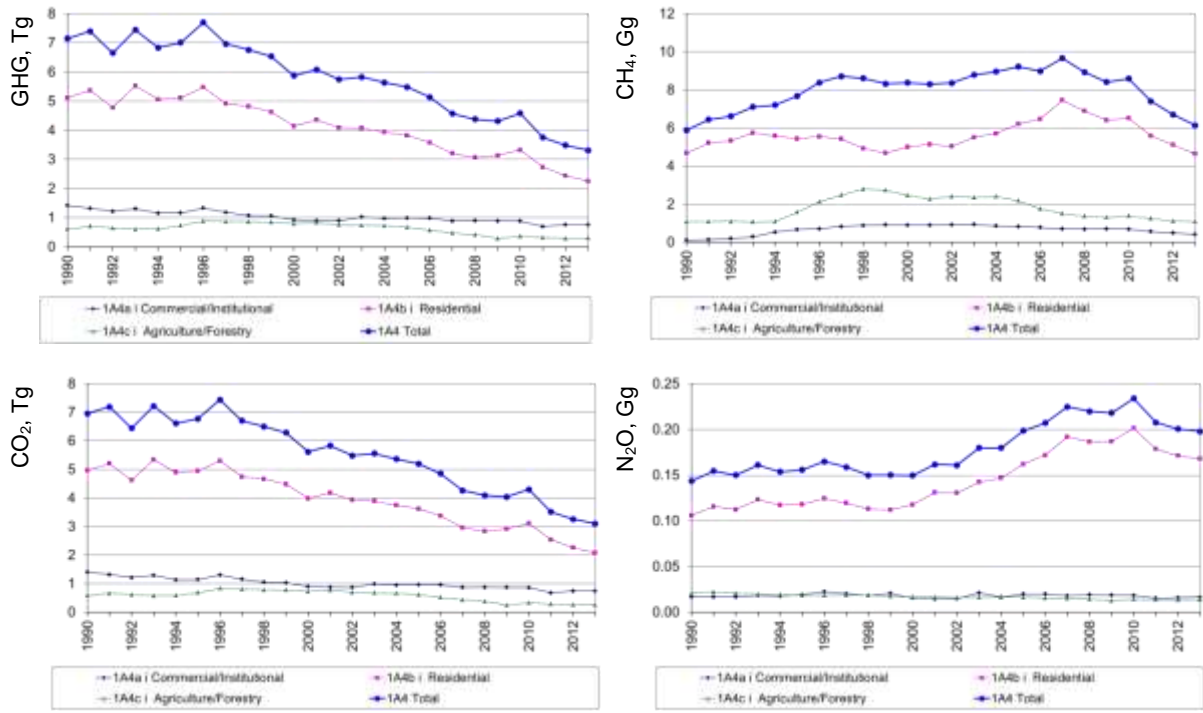 GHG, Tg
8
7
6
5
4
3
2
1
0
1990 1992 1994 1996 1998 2000 2002 2004 2006 2008 2010 2012
1A4a i Commercial/Institutional 1A4b i Residential
1A4c i Agriculture/Forestry 1A4 Total
CH₄, Gg
12
10
8
6
4
2
0
1990 1992 1994 1996 1998 2000 2002 2004 2006 2008 2010 2012
1A4a i Commercial/Institutional 1A4b i Residential
1A4c i Agriculture/Forestry 1A4 Total
CO₂, Tg
8
7
6
5
4
3
2
1
0
1990 1992 1994 1996 1998 2000 2002 2004 2006 2008 2010 2012
1A4a i Commercial/Institutional 1A4b i Residential
1A4c i Agriculture/Forestry 1A4 Total
N₂O, Gg
0.25
0.20
0.15
0.10
0.05
0.00
1990 1992 1994 1996 1998 2000 2002 2004 2006 2008 2010 2012
1A4a i Commercial/Institutional 1A4b i Residential
1A4c i Agriculture/Forestry 1A4 Total